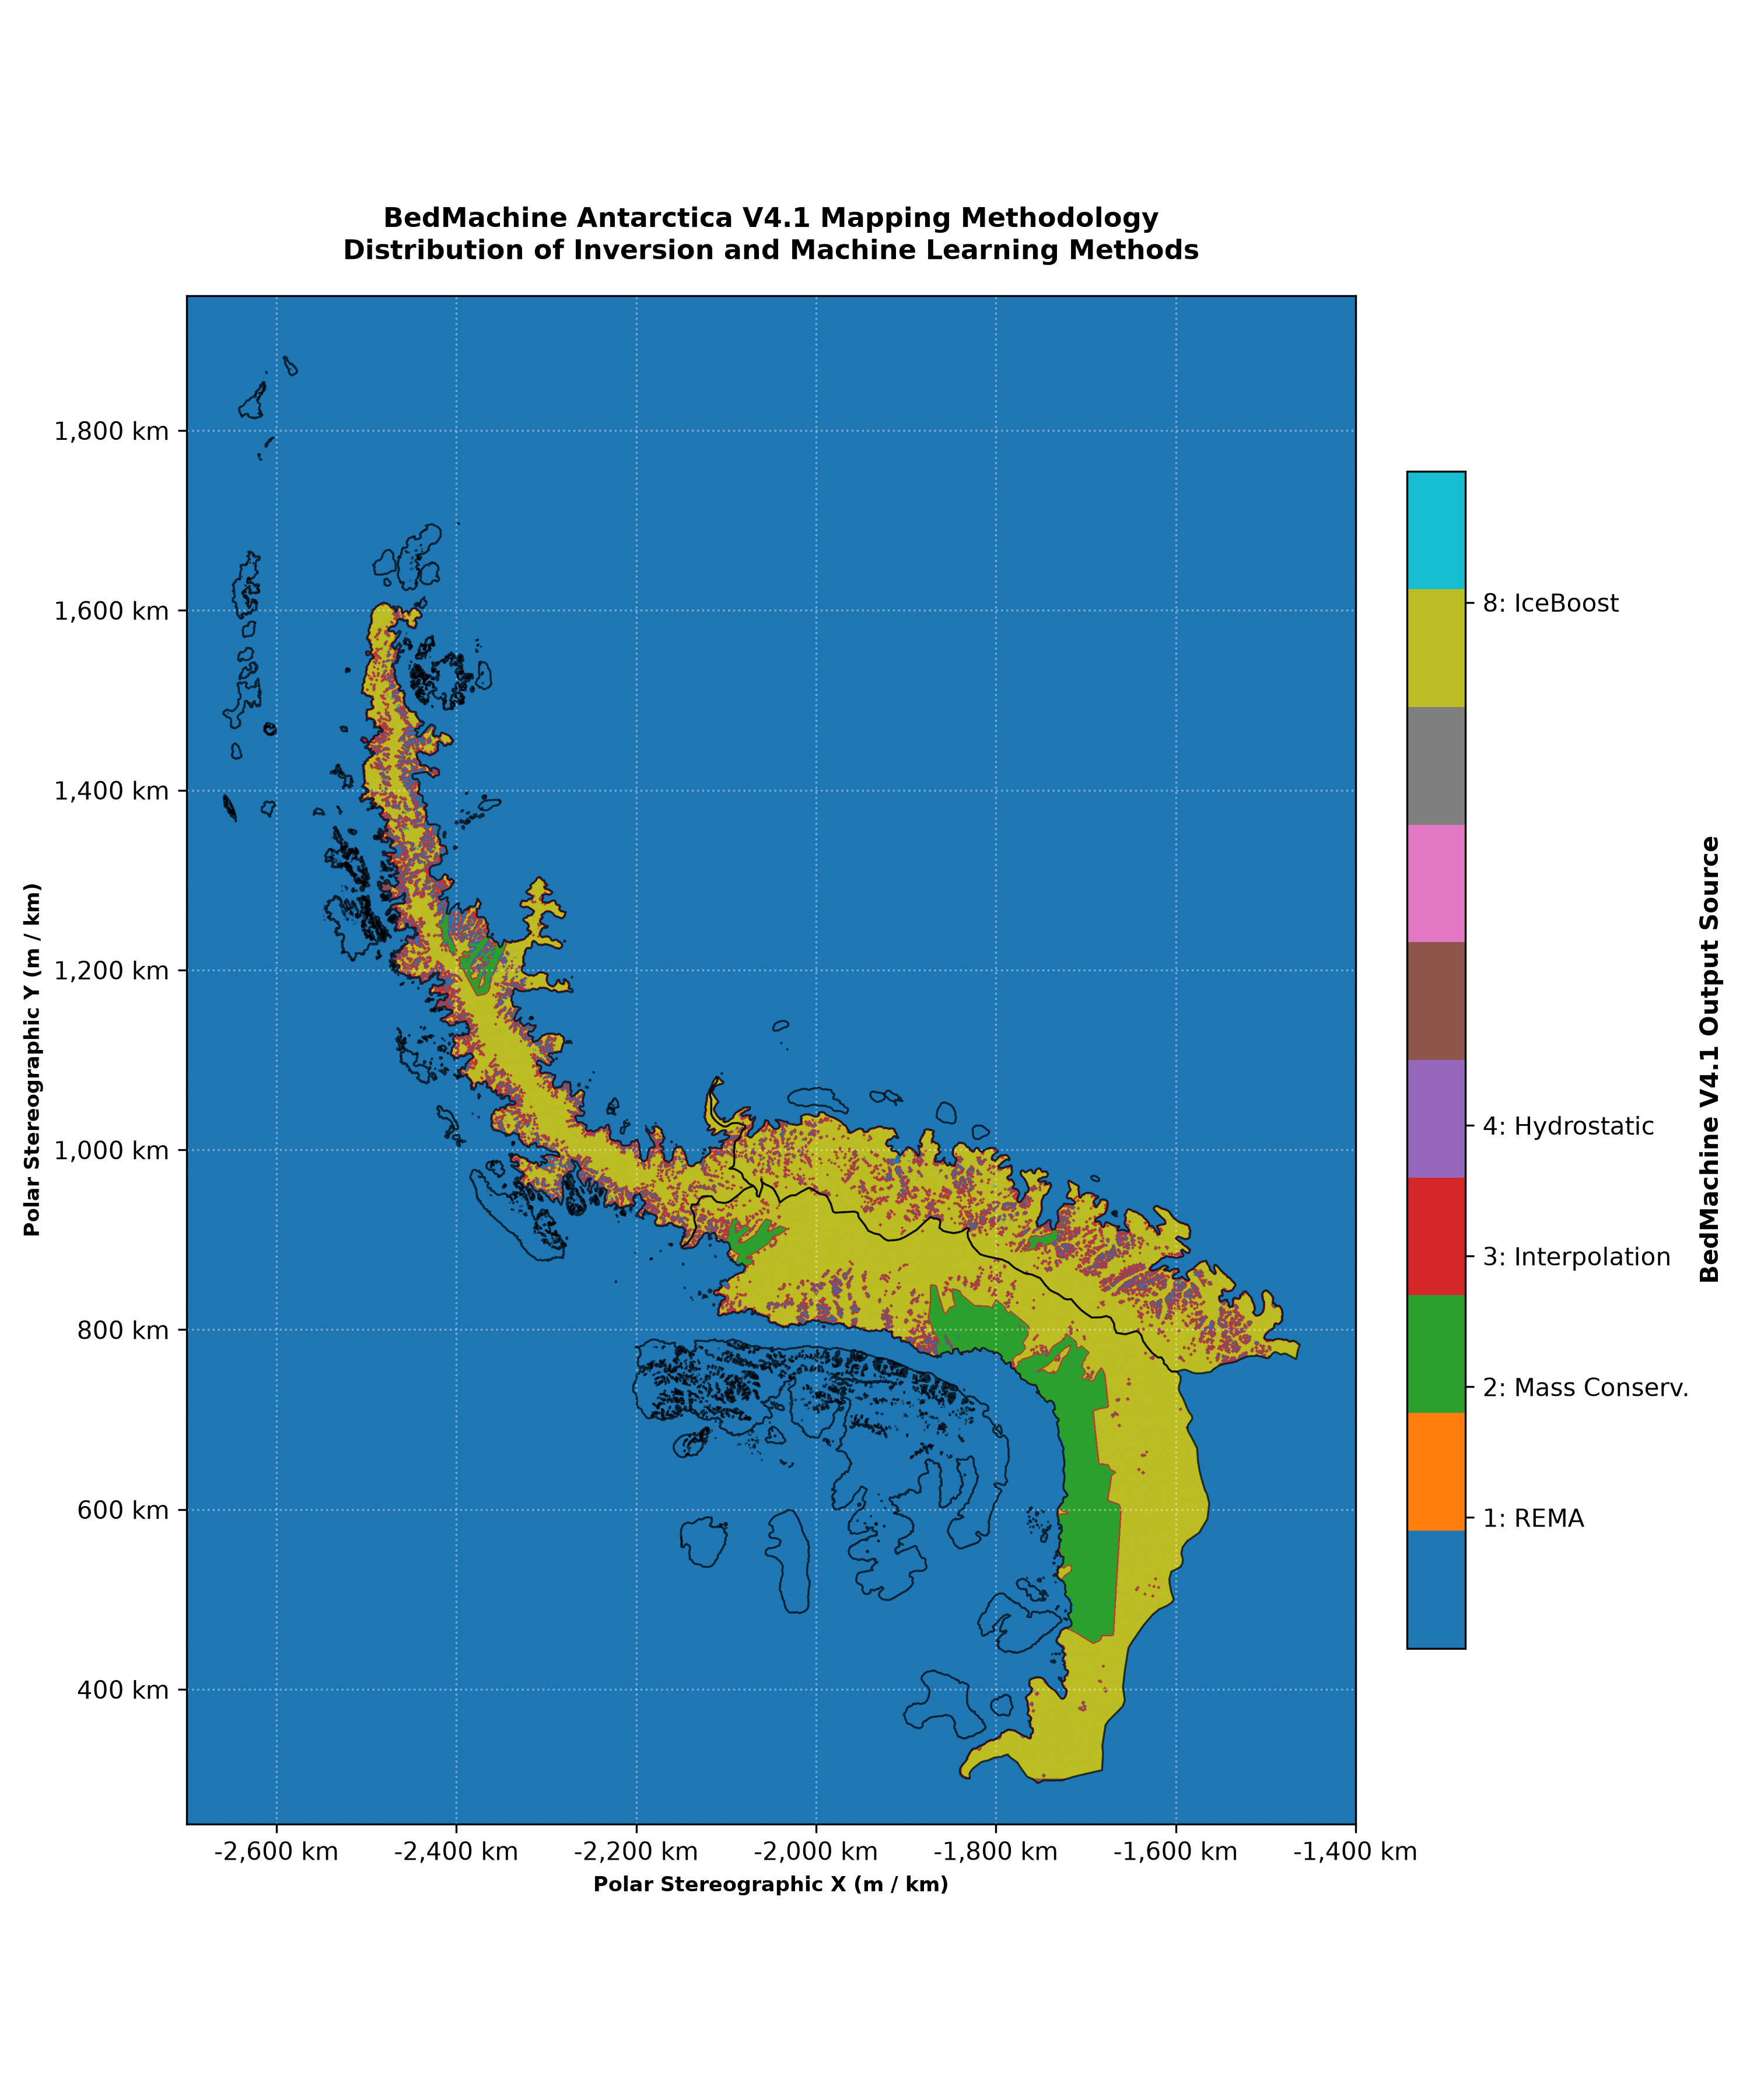 BedMachine Antarctica V4.1 Mapping Methodology
Distribution of Inversion and Machine Learning Methods
Polar Stereographic Y (m / km)
1,800 km
1,600 km
1,400 km
1,200 km
1,000 km
800 km
600 km
400 km
-2,600 km
-2,400 km
-2,200 km
-2,000 km
-1,800 km
-1,600 km
-1,400 km
Polar Stereographic X (m / km)
8: IceBoost
4: Hydrostatic
3: Interpolation
2: Mass Conserv.
1: REMA
BedMachine V4.1 Output Source